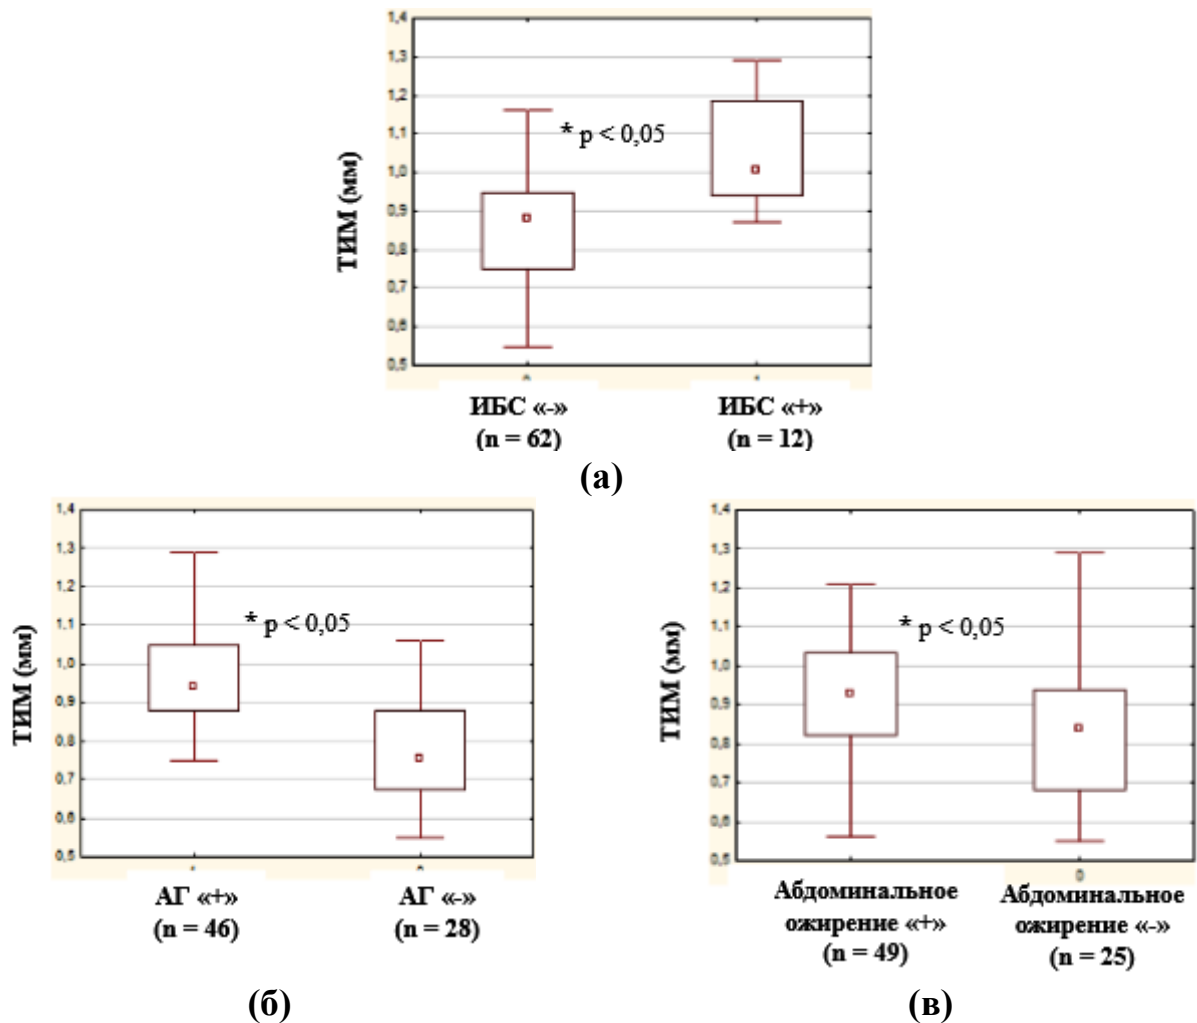 1,4
1,3
1,2
1,1
1,0
0,9
0,8
0,7
0,6
0,5
ТИМ (мм)
* p < 0,05
ИБС «-» ИБС «+»
(n = 62) (n = 12)
(а)
1,4
1,3
1,2
1,1
1,0
0,9
0,8
0,7
0,6
0,5
ТИМ (мм)
* p < 0,05
АГ «+» АГ «-»
(n = 46) (n = 28)
(б)
1,4
1,3
1,2
1,1
1,0
0,9
0,8
0,7
0,6
0,5
ТИМ (мм)
* p < 0,05
0
Абдоминальное
ожирение «+»
(n = 49)
Абдоминальное
ожирение «-»
(n = 25)
(в)